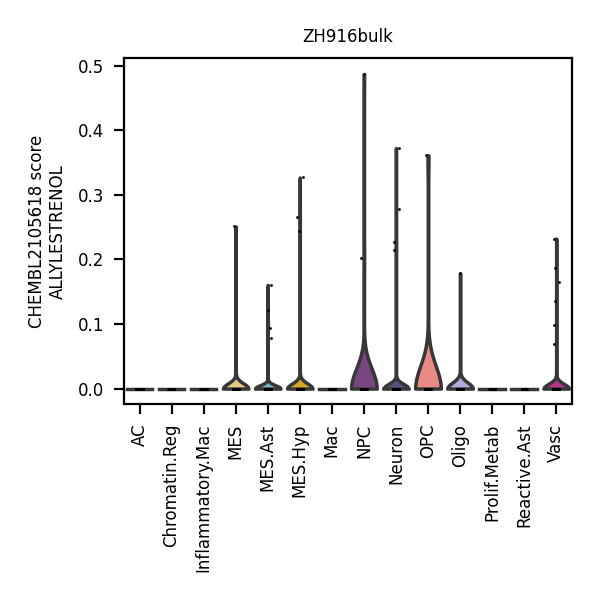 ZH916bulk
CHEMBL2105618 score
ALLYLESTRENOL
0.5
0.4
0.3
0.2
0.1
0.0
AC
Chromatin.Reg
Inflammatory.Mac
MES
MES.Ast
MES.Hyp
Mac
NPC
Neuron
OPC
Oligo
Prolif.Metab
Reactive.Ast
Vasc